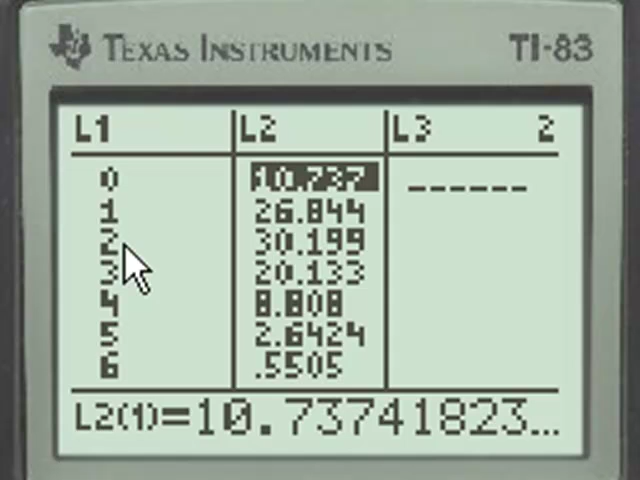 TEXAS INSTRUMENTS TI-83
L1 L2 L3 2
0 10.737 ------
1 26.844
2 30.199
3 20.133
4 8.808
5 2.6424
6 .5505
L2(1)=10.73741823...